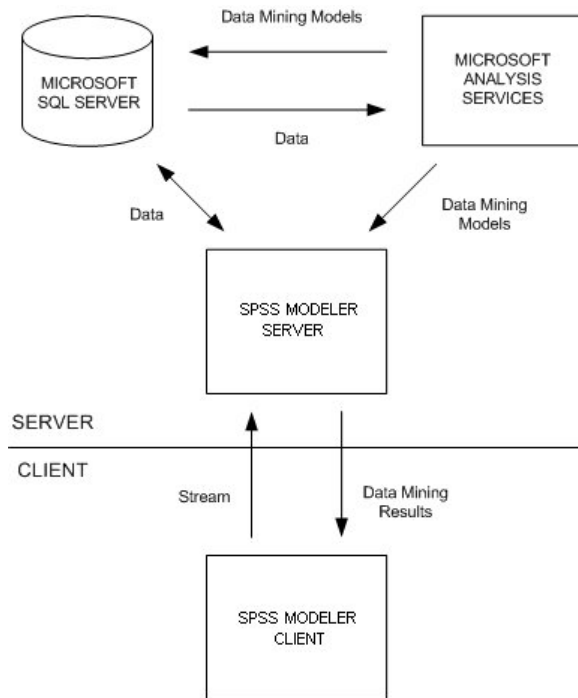 Data Mining Models
MICROSOFT
SQL SERVER
MICROSOFT
ANALYSIS
SERVICES
Data
Data
Data Mining
Models
SPSS MODELER
SERVER
SERVER
CLIENT
Stream
Data Mining
Results
SPSS MODELER
CLIENT